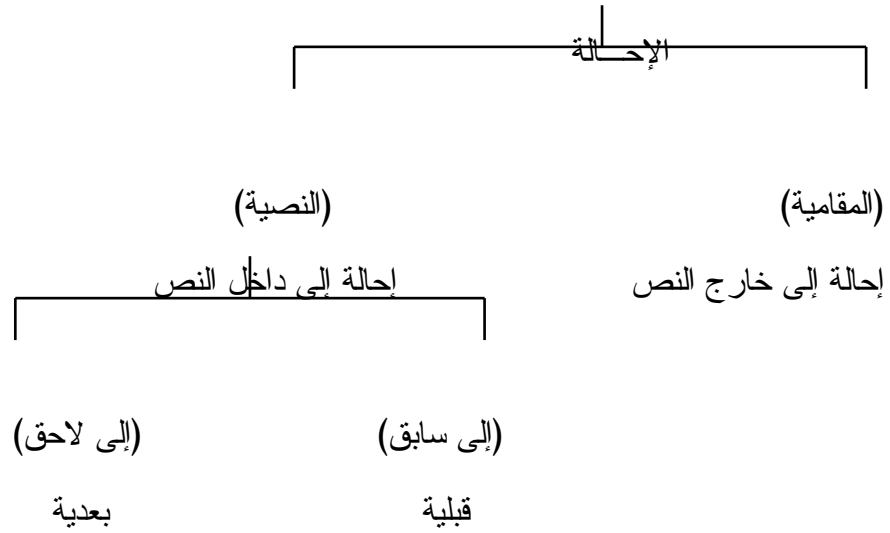 الإحـــالة
(المقامية) (النصية)
إحالة إلى خارج النص إحالة إلى داخل النص
(إلى سابق) (إلى لاحق)
قبلية بعدية